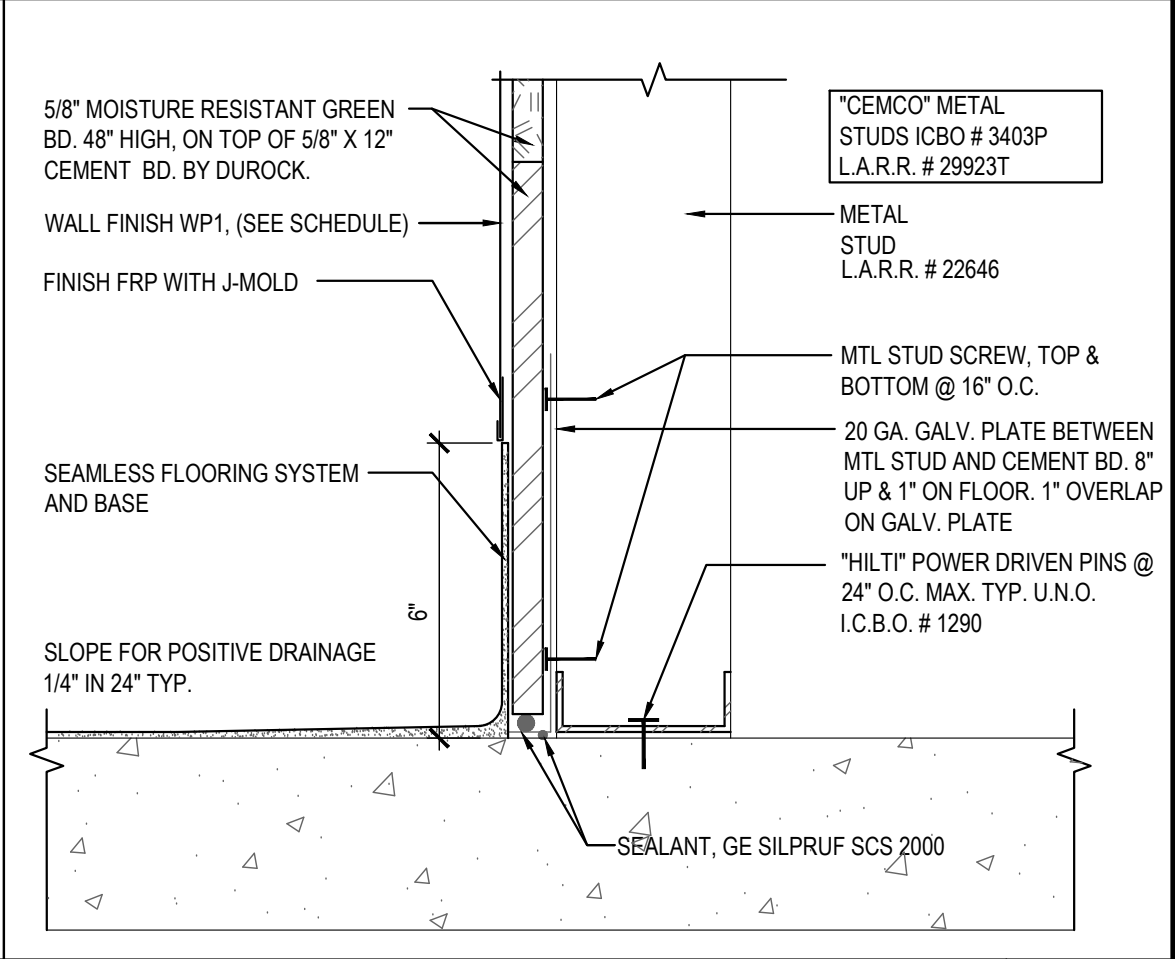 5/8" MOISTURE RESISTANT GREEN
BD. 48" HIGH, ON TOP OF 5/8" X 12"
CEMENT BD. BY DUROCK.
WALL FINISH WP1, (SEE SCHEDULE)
FINISH FRP WITH J-MOLD
SEAMLESS FLOORING SYSTEM
AND BASE
6"
SLOPE FOR POSITIVE DRAINAGE
1/4" IN 24" TYP.
"CEMCO" METAL
STUDS ICBO # 3403P
L.A.R.R. # 29923T
METAL
STUD
L.A.R.R. # 22646
MTL STUD SCREW, TOP &
BOTTOM @ 16" O.C.
20 GA. GALV. PLATE BETWEEN
MTL STUD AND CEMENT BD. 8"
UP & 1" ON FLOOR. 1" OVERLAP
ON GALV. PLATE
"HILTI" POWER DRIVEN PINS @
24" O.C. MAX. TYP. U.N.O.
I.C.B.O. # 1290
SEALANT, GE SILPRUF SCS 2000